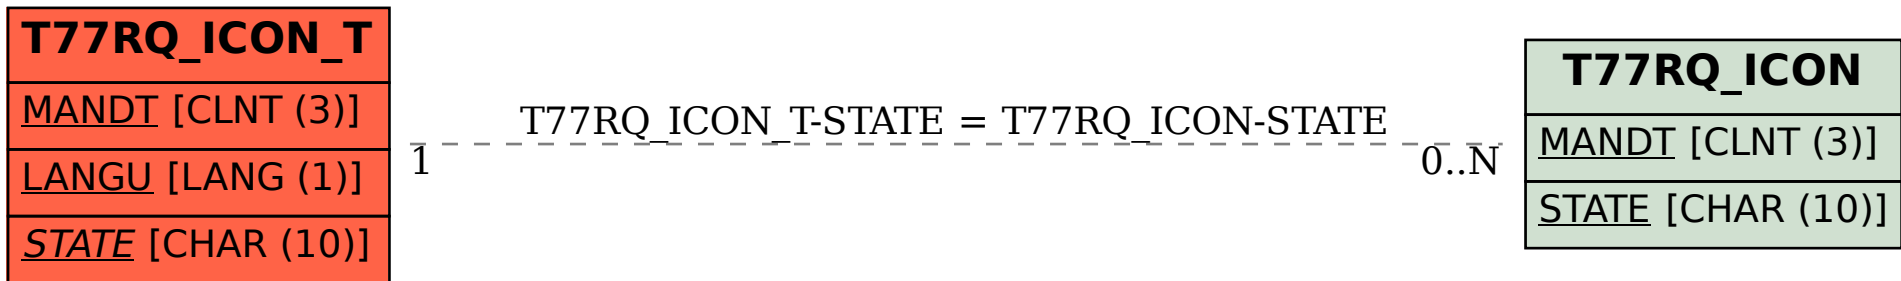 T77RQ_ICON_T
MANDT [CLNT (3)]
LANGU [LANG (1)]
STATE [CHAR (10)]
T77RQ_ICON_T-STATE = T77RQ_ICON-STATE
1
0..N
T77RQ_ICON
MANDT [CLNT (3)]
STATE [CHAR (10)]